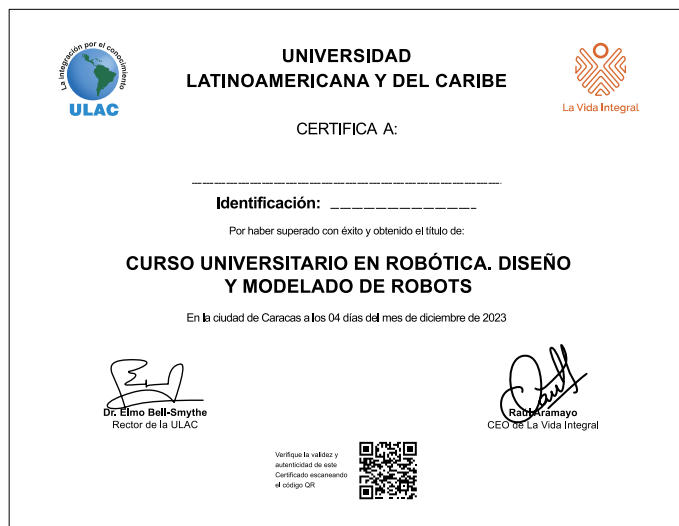 La integración por el conocimiento
ULAC
UNIVERSIDAD
LATINOAMERICANA Y DEL CARIBE
La Vida Integral
CERTIFICA A:
Identificación:
Por haber superado con éxito y obtenido el título de:
CURSO UNIVERSITARIO EN ROBÓTICA. DISEÑO
Y MODELADO DE ROBOTS
En la ciudad de Caracas a los 04 días del mes de diciembre de 2023
Dr. Elmo Bell-Smythe
Rector de la ULAC
Raúl Aramayo
CEO de La Vida Integral
Verifique la validez y
autenticidad de este
Certificado escaneando
el código QR